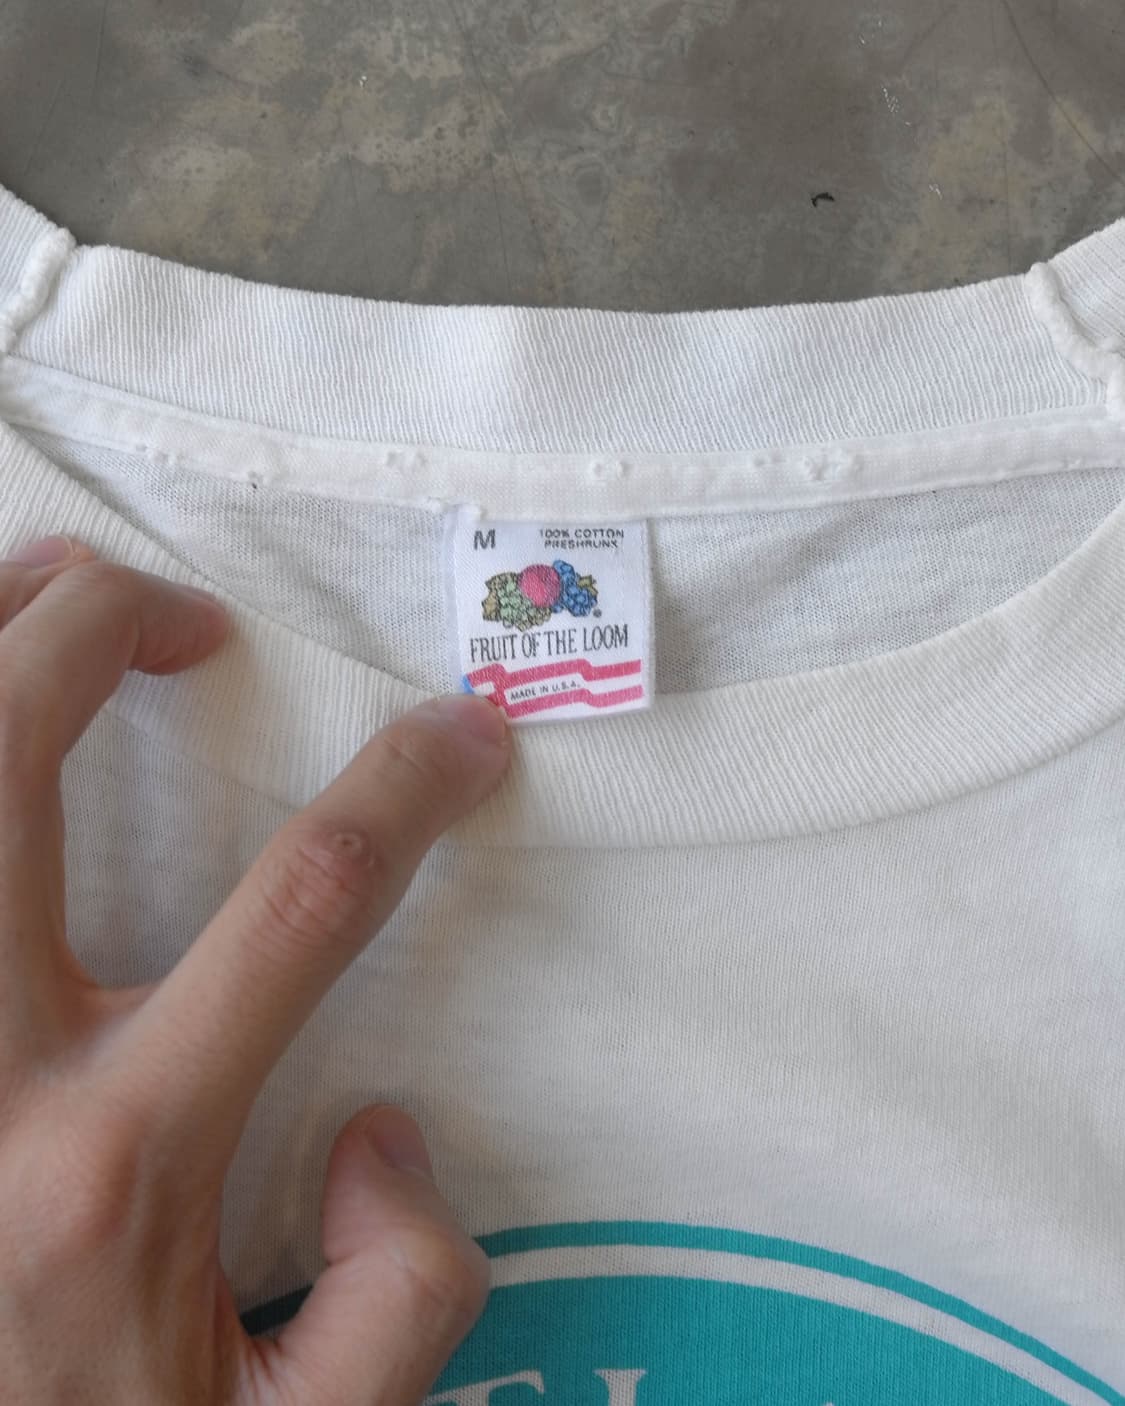 M
100% COTTON
PRESHRUNK
FRUIT OF THE LOOM
MADE IN U.S.A.